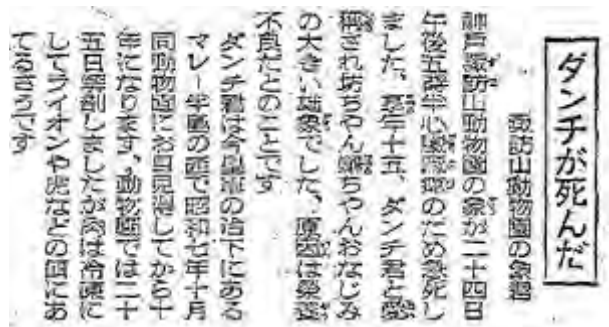 ダンチが死んだ
諏訪山動物園の象君
神戸諏訪山動物園の象が二十四日
午後五時半心臓麻痺のため急死し
ました、享年十五、ダンチ君と愛
称され坊ちゃん嬢ちゃんおなじみ
の大きい雄象でした、原因は栄養
不良だとのことです
ダンチ君は今皇軍の治下にある
マレー半島の西で昭和七年十月
同動物園にお目見得してから十
年になります、動物園では二十
五日解剖しましたが肉は冷凍に
してライオンや虎などの餌にあ
てるさうです